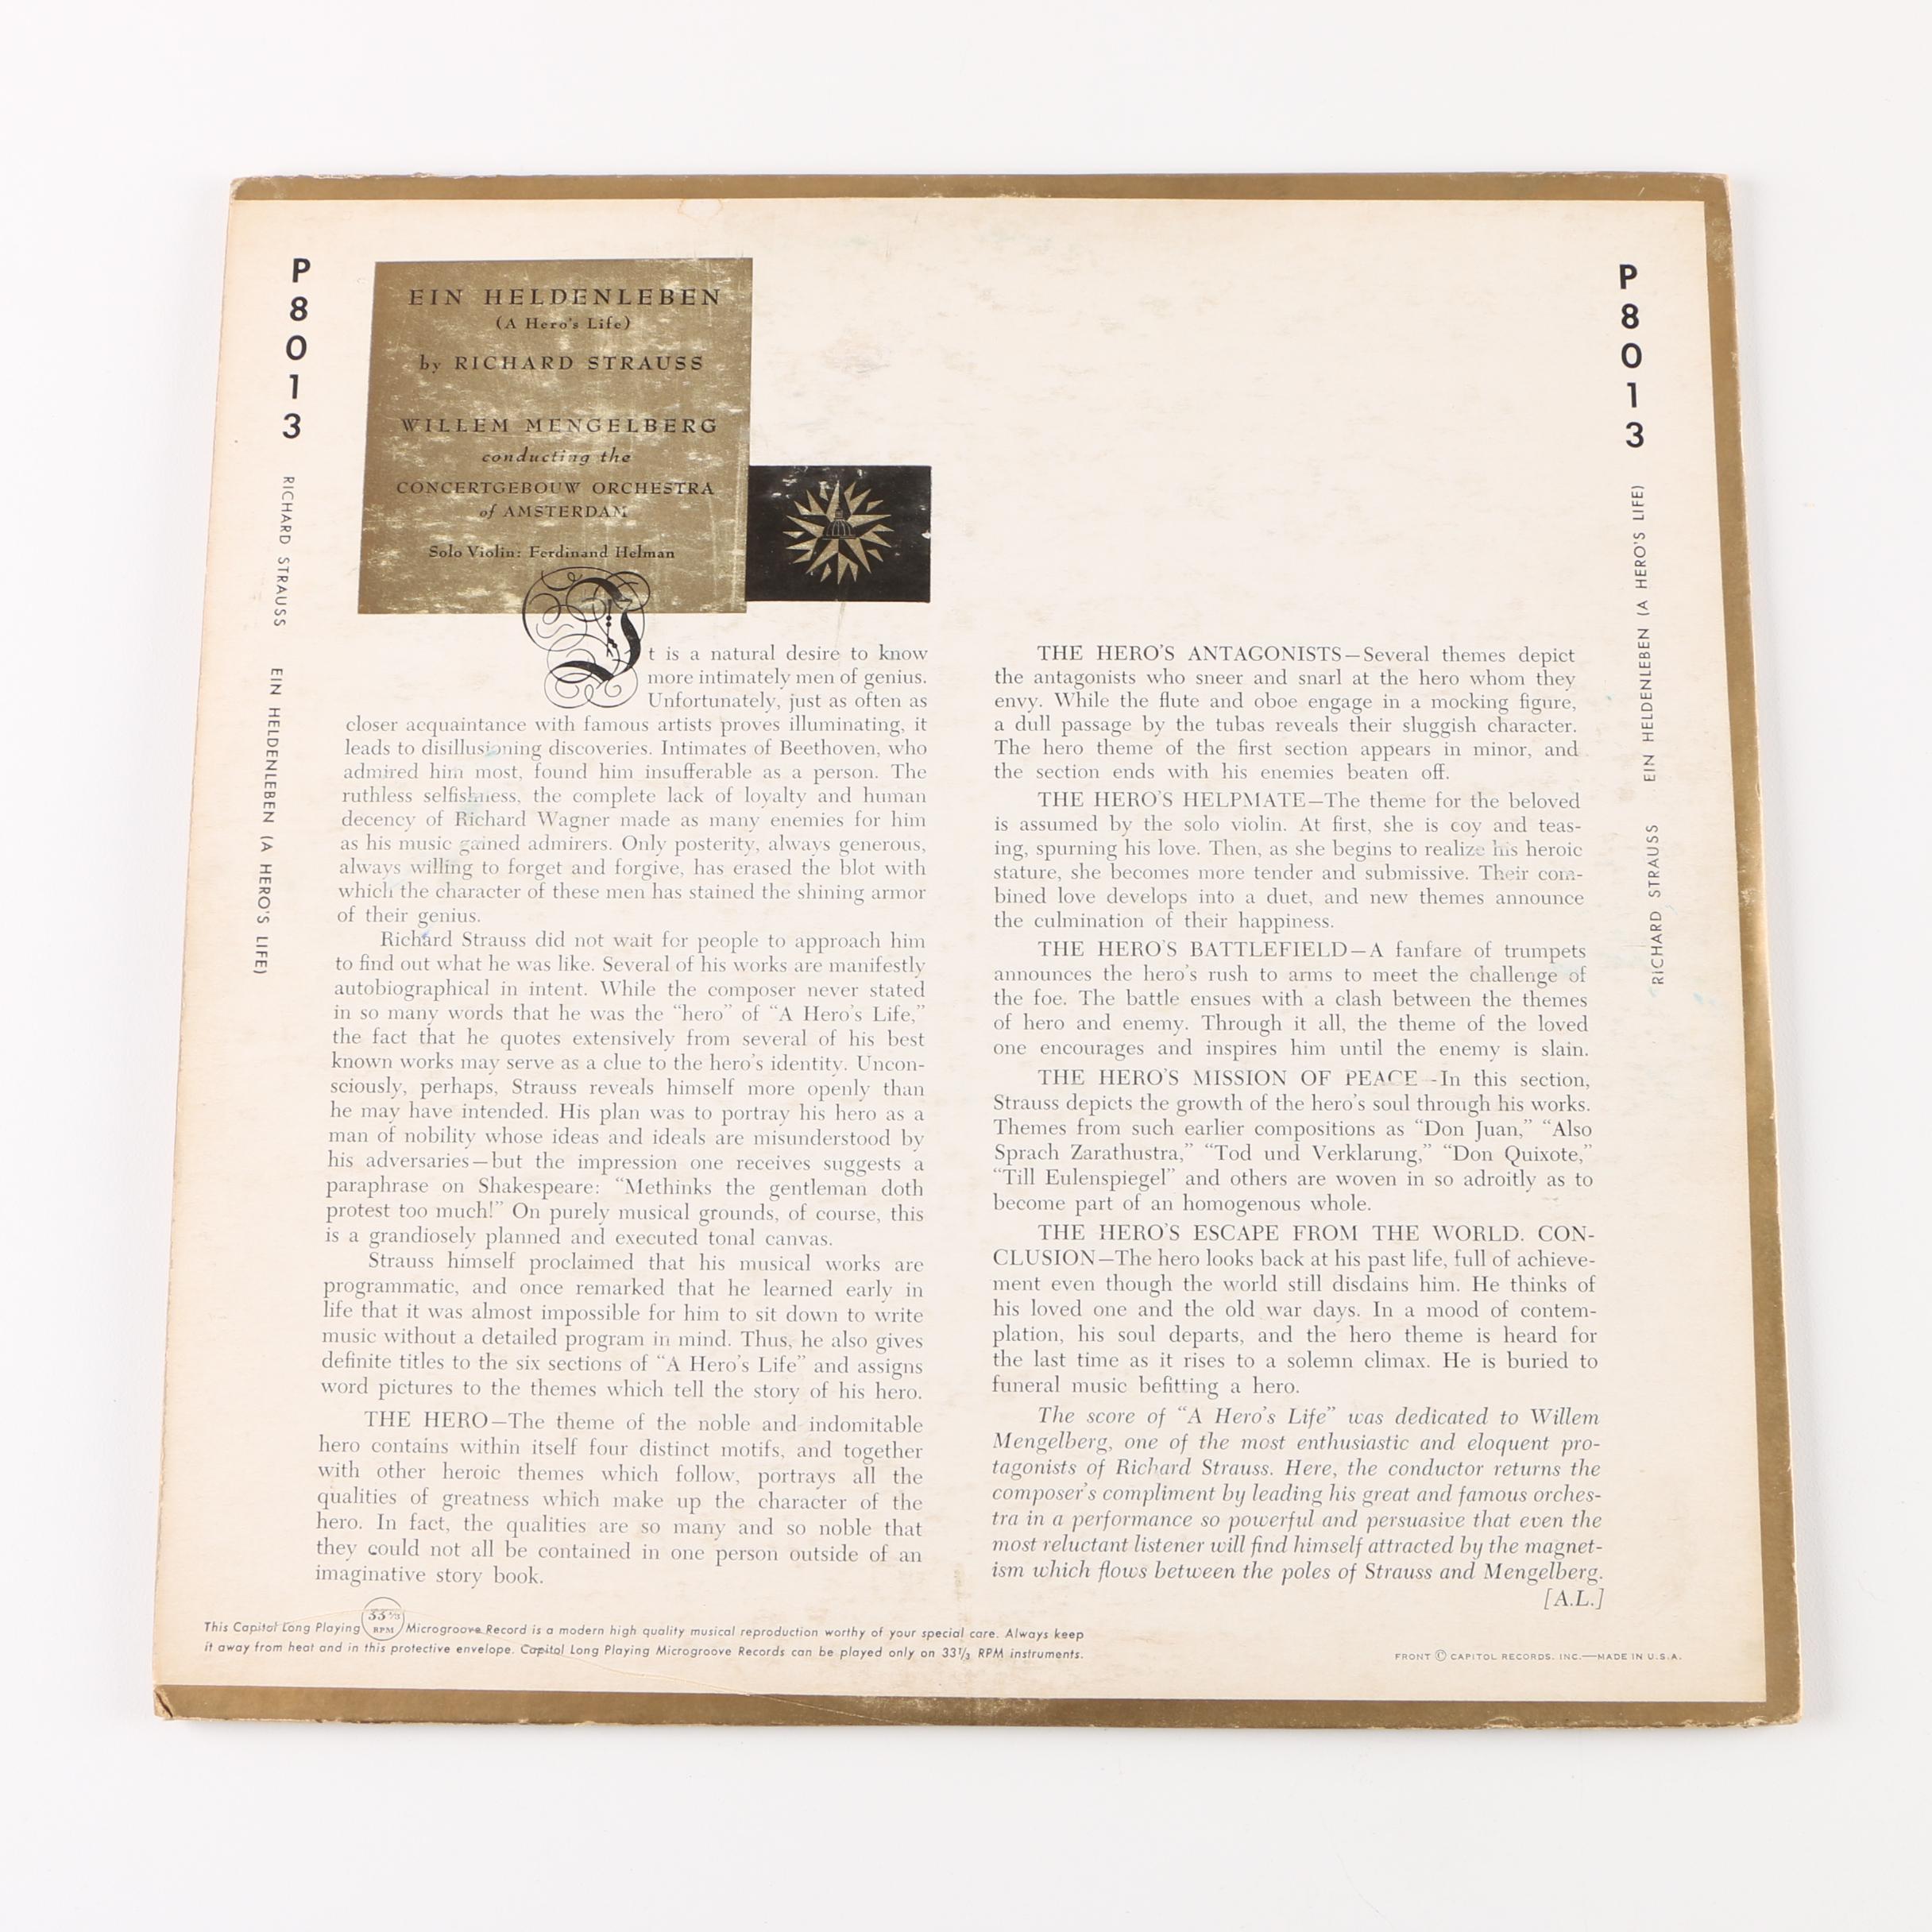 P
8
0
1
3
RICHARD STRAUSS EIN HELDENLEBEN (A HERO'S LIFE)
EIN HELDENLEBEN
(A Hero's Life)
by RICHARD STRAUSS
WILLEM MENGELBERG
conducting the
CONCERTGEBOUW ORCHESTRA
of AMSTERDAM
Solo Violin: Ferdinand Helman
It is a natural desire to know
more intimately men of genius.
Unfortunately, just as often as
closer acquaintance with famous artists proves illuminating, it
leads to disillusioning discoveries. Intimates of Beethoven, who
admired him most, found him insufferable as a person. The
ruthless selfishness, the complete lack of loyalty and human
decency of Richard Wagner made as many enemies for him
as his music gained admirers. Only posterity, always generous,
always willing to forget and forgive, has erased the blot with
which the character of these men has stained the shining armor
of their genius.
Richard Strauss did not wait for people to approach him
to find out what he was like. Several of his works are manifestly
autobiographical in intent. While the composer never stated
in so many words that he was the “hero” of “A Hero's Life,”
the fact that he quotes extensively from several of his best
known works may serve as a clue to the hero's identity. Uncon-
sciously, perhaps, Strauss reveals himself more openly than
he may have intended. His plan was to portray his hero as a
man of nobility whose ideas and ideals are misunderstood by
his adversaries—but the impression one receives suggests a
paraphrase on Shakespeare: “Methinks the gentleman doth
protest too much!” On purely musical grounds, of course, this
is a grandiosely planned and executed tonal canvas.
Strauss himself proclaimed that his musical works are
programmatic, and once remarked that he learned early in
life that it was almost impossible for him to sit down to write
music without a detailed program in mind. Thus, he also gives
definite titles to the six sections of “A Hero's Life” and assigns
word pictures to the themes which tell the story of his hero.
THE HERO—The theme of the noble and indomitable
hero contains within itself four distinct motifs, and together
with other heroic themes which follow, portrays all the
qualities of greatness which make up the character of the
hero. In fact, the qualities are so many and so noble that
they could not all be contained in one person outside of an
imaginative story book.
THE HERO'S ANTAGONISTS—Several themes depict
the antagonists who sneer and snarl at the hero whom they
envy. While the flute and oboe engage in a mocking figure,
a dull passage by the tubas reveals their sluggish character.
The hero theme of the first section appears in minor, and
the section ends with his enemies beaten off.
THE HERO'S HELPMATE—The theme for the beloved
is assumed by the solo violin. At first, she is coy and teas-
ing, spurning his love. Then, as she begins to realize his heroic
stature, she becomes more tender and submissive. Their com-
bined love develops into a duet, and new themes announce
the culmination of their happiness.
THE HERO'S BATTLEFIELD—A fanfare of trumpets
announces the hero's rush to arms to meet the challenge of
the foe. The battle ensues with a clash between the themes
of hero and enemy. Through it all, the theme of the loved
one encourages and inspires him until the enemy is slain.
THE HERO'S MISSION OF PEACE—In this section,
Strauss depicts the growth of the hero's soul through his works.
Themes from such earlier compositions as “Don Juan,” “Also
Sprach Zarathustra,” “Tod und Verklarung,” “Don Quixote,”
“Till Eulenspiegel” and others are woven in so adroitly as to
become part of an homogenous whole.
THE HERO'S ESCAPE FROM THE WORLD. CON-
CLUSION—The hero looks back at his past life, full of achieve-
ment even though the world still disdains him. He thinks of
his loved one and the old war days. In a mood of contem-
plation, his soul departs, and the hero theme is heard for
the last time as it rises to a solemn climax. He is buried to
funeral music befitting a hero.
The score of “A Hero's Life” was dedicated to Willem
Mengelberg, one of the most enthusiastic and eloquent pro-
tagonists of Richard Strauss. Here, the conductor returns the
composer's compliment by leading his great and famous orches-
tra in a performance so powerful and persuasive that even the
most reluctant listener will find himself attracted by the magnet-
ism which flows between the poles of Strauss and Mengelberg.
[A.L.]
P
8
0
1
3
RICHARD STRAUSS EIN HELDENLEBEN (A HERO'S LIFE)
This Capitol Long Playing 33 1/3 RPM Microgroove Record is a modern high quality musical reproduction worthy of your special care. Always keep
it away from heat and in this protective envelope. Capitol Long Playing Microgroove Records can be played only on 33 1/3 RPM instruments.
FRONT © CAPITOL RECORDS, INC.—MADE IN U.S.A.